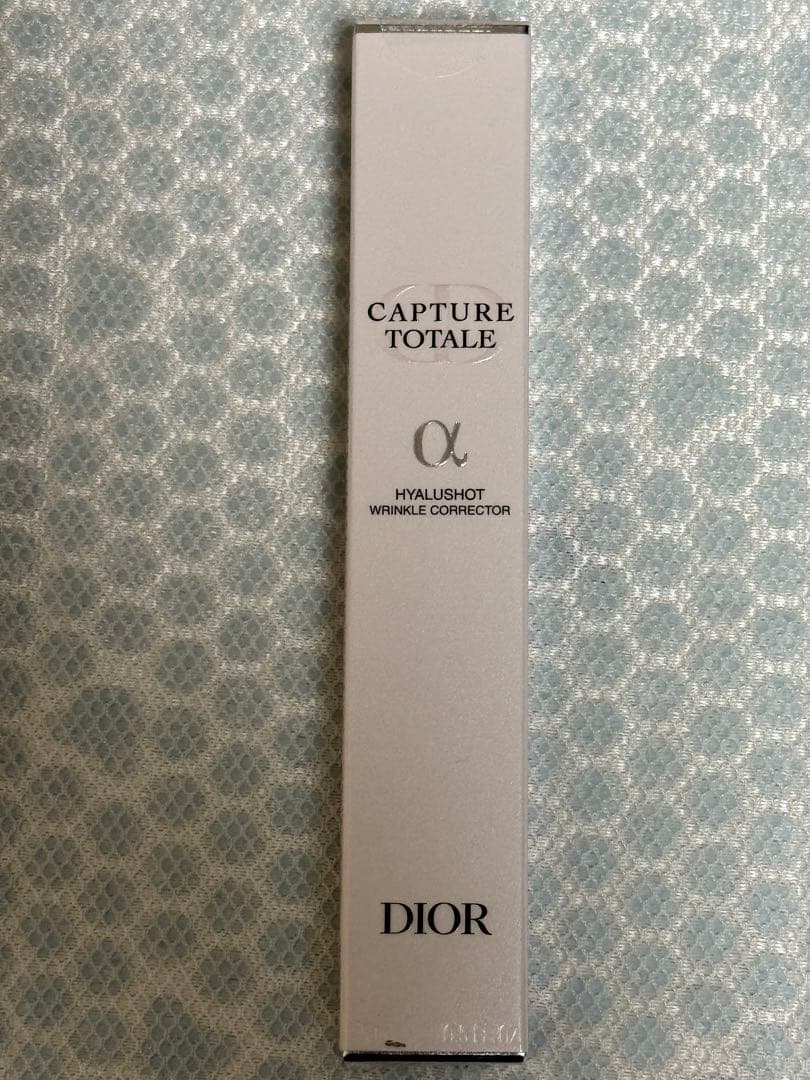 CAPTURE
TOTALE
α
HYALUSHOT
WRINKLE CORRECTOR
DIOR